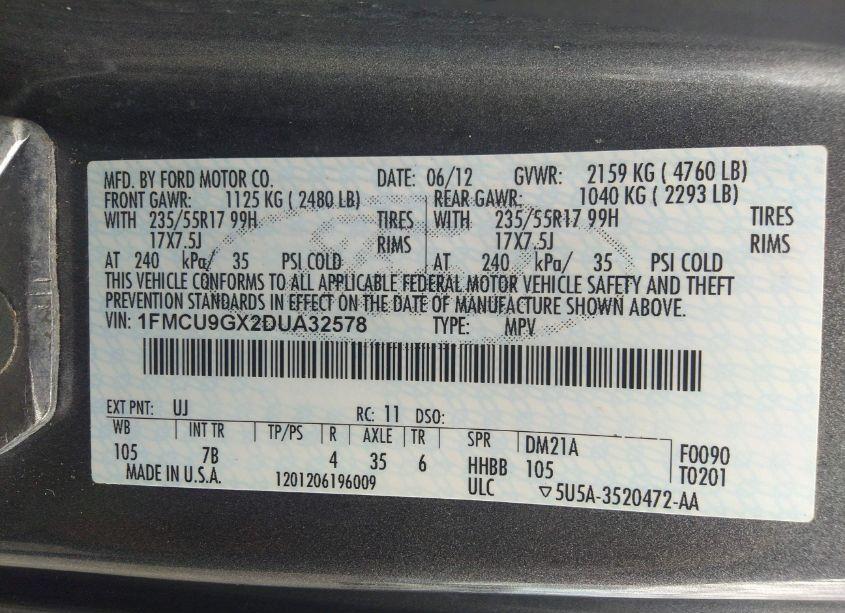 MFD. BY FORD MOTOR CO. DATE: 06/12 GVWR: 2159 KG ( 4760 LB)
FRONT GAWR: 1125 KG ( 2480 LB) REAR GAWR: 1040 KG ( 2293 LB)
WITH 235/55R17 99H TIRES WITH 235/55R17 99H TIRES
17X7.5J RIMS 17X7.5J RIMS
AT 240 kPa/ 35 PSI COLD AT 240 kPa/ 35 PSI COLD
THIS VEHICLE CONFORMS TO ALL APPLICABLE FEDERAL MOTOR VEHICLE SAFETY AND THEFT
PREVENTION STANDARDS IN EFFECT ON THE DATE OF MANUFACTURE SHOWN ABOVE.
VIN: 1FMCU9GX2DUA32578 TYPE: MPV
EXT PNT: UJ RC: 11 DSO:
WB INT TR TP/PS R AXLE TR SPR DM21A F0090
105 7B 4 35 6 HHBB 105 T0201
MADE IN U.S.A. 1201206196009 ULC ▽5U5A-3520472-AA